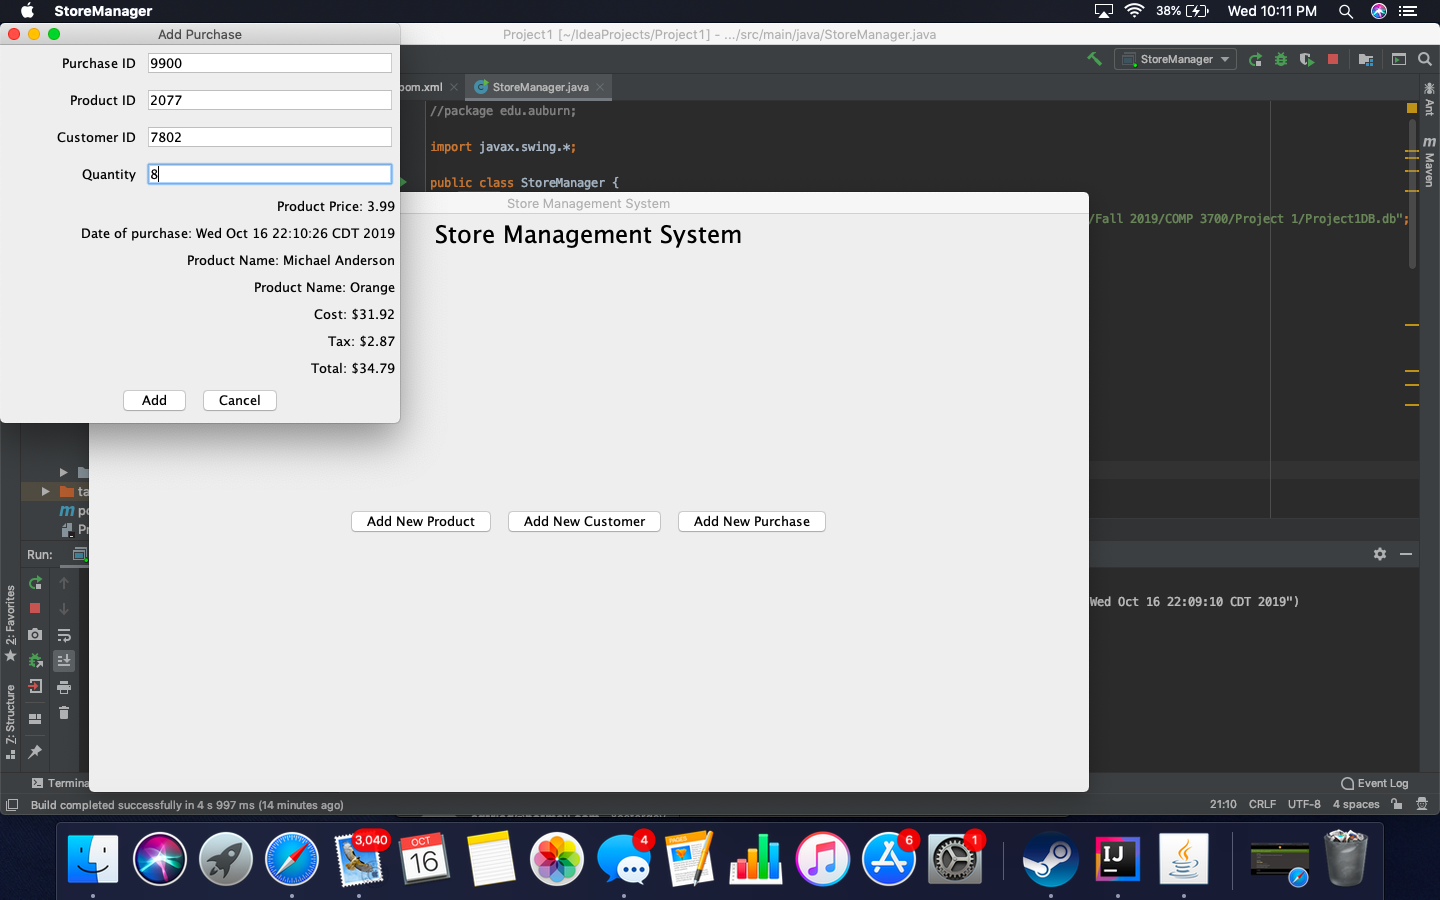 StoreManager
38%
Wed 10:11 PM
Add Purchase
Project1 [~/IdeaProjects/Project1] - .../src/main/java/StoreManager.java
Purchase ID 9900
Product ID 2077
Customer ID 7802
Quantity 8
Product Price: 3.99
Date of purchase: Wed Oct 16 22:10:26 CDT 2019
Product Name: Michael Anderson
Product Name: Orange
Cost: $31.92
Tax: $2.87
Total: $34.79
Add Cancel
StoreManager
pom.xml
StoreManager.java
//package edu.auburn;
import javax.swing.*;
public class StoreManager {
/Fall 2019/COMP 3700/Project 1/Project1DB.db";
Ant
Maven
Store Management System
Store Management System
Add New Product Add New Customer Add New Purchase
ta
po
Pr
Run:
Wed Oct 16 22:09:10 CDT 2019")
2: Favorites
Z: Structure
Termina
Event Log
Build completed successfully in 4 s 997 ms (14 minutes ago)
21:10 CRLF UTF-8 4 spaces
3,040
OCT
16
4
PAGES
6
1
IJ